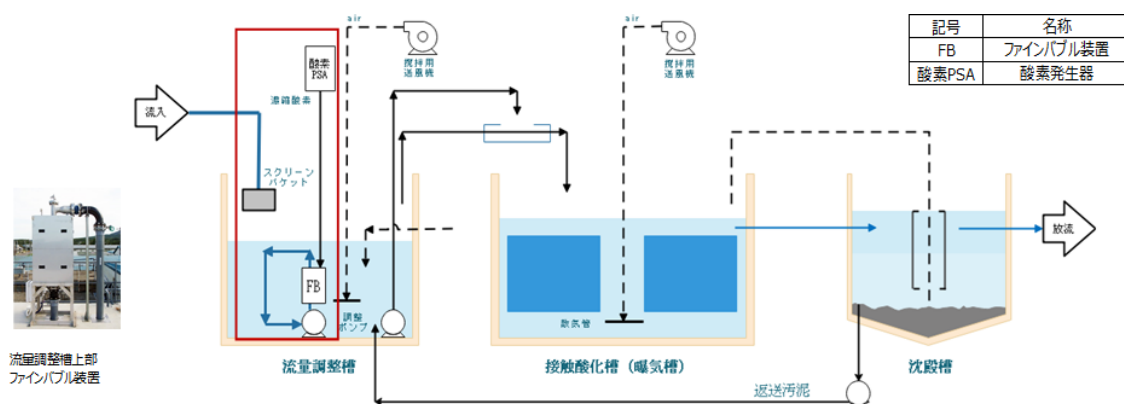 記号 名称
FB ファインバブル装置
酸素PSA 酸素発生器
air
air
撹拌用
送風機
撹拌用
送風機
酸素
PSA
濃縮酸素
流入
スクリーン
バケット
FB
調整
ポンプ
散気管
放流
流量調整槽
接触酸化槽（曝気槽）
沈殿槽
返送汚泥
流量調整槽上部
ファインバブル装置